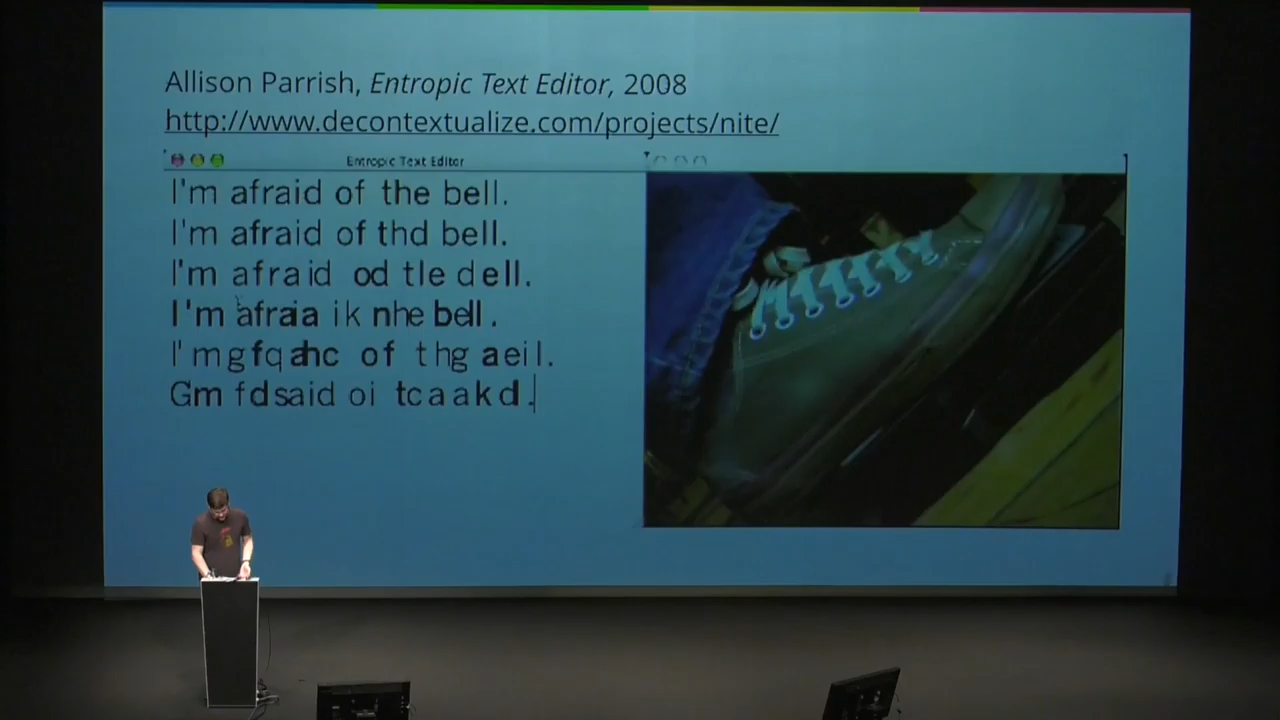 Allison Parrish, Entropic Text Editor, 2008
http://www.decontextualize.com/projects/nite/
Entropic Text Editor
I'm afraid of the bell.
I'm afraid of thd bell.
I'm afraid od tle dell.
I'm afraa ik nhe bell.
I'mgfqahc of thg aeil.
Gm fdsaid oi tcaakd.